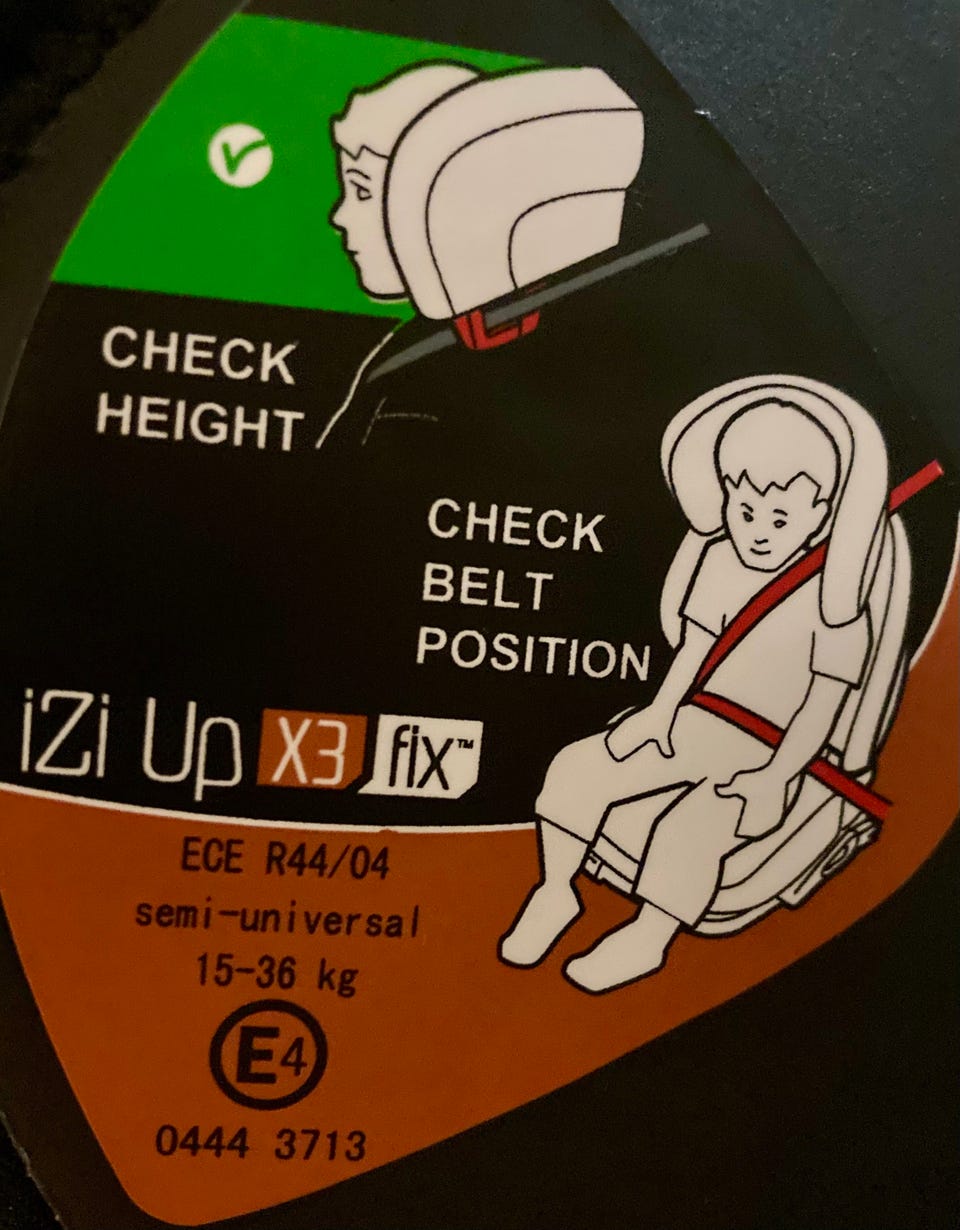 CHECK
HEIGHT
CHECK
BELT
POSITION
iZi Up X3 fix™
ECE R44/04
semi-universal
15-36 kg
E4
0444 3713